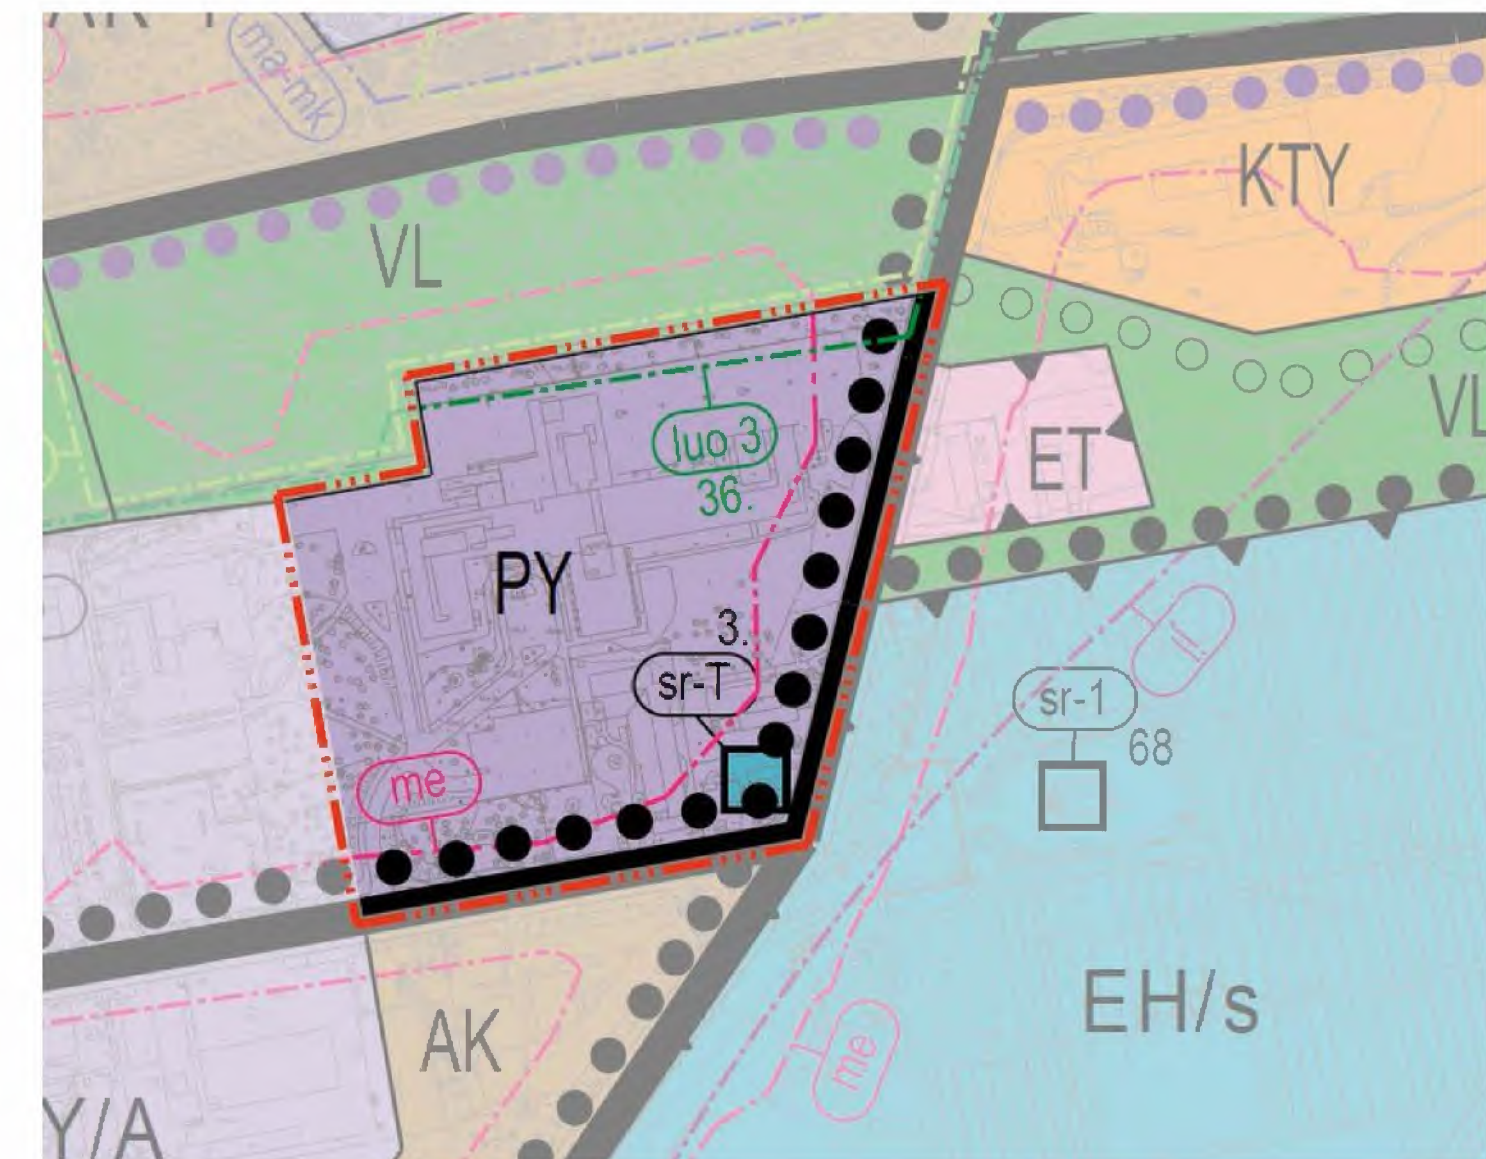 ma-mk
KTY
VL
VL
luo 3
36.
ET
PY
3.
sr-T
sr-1
68
me
EH/s
AK
me
Y/A